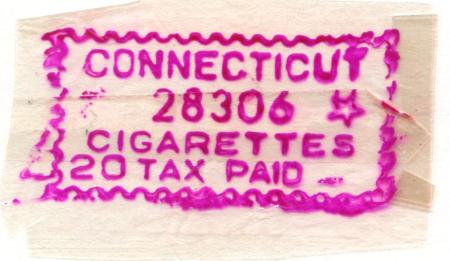 CONNECTICUT
28306
CIGARETTES
20 TAX PAID